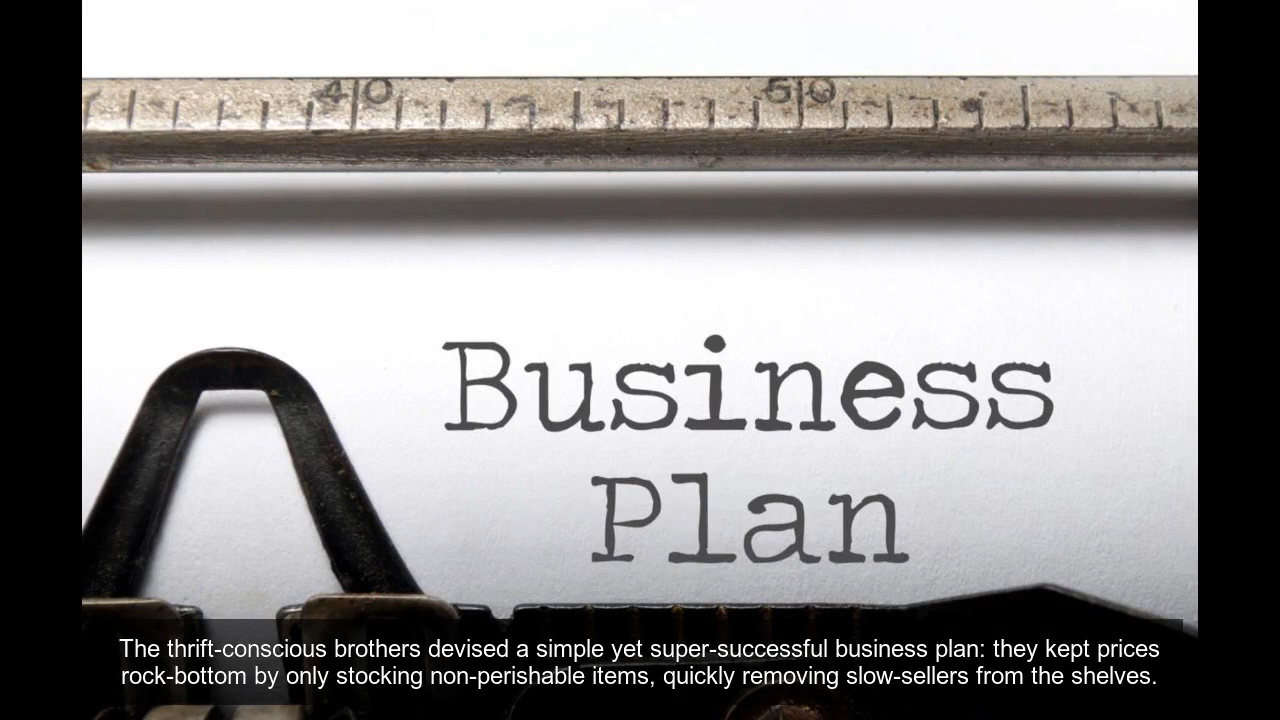 40 50
Business
Plan
The thrift-conscious brothers devised a simple yet super-successful business plan: they kept prices
rock-bottom by only stocking non-perishable items, quickly removing slow-sellers from the shelves.